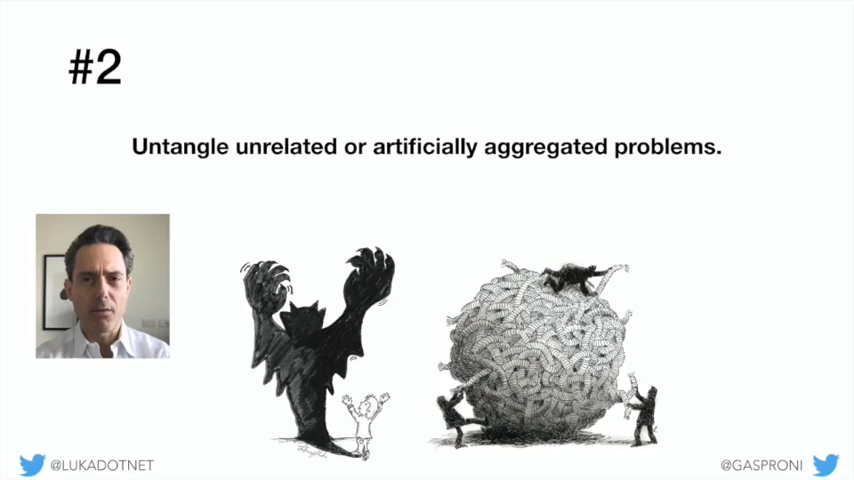 #2
Untangle unrelated or artificially aggregated problems.
@LUKADOTNET
@GASPRONI